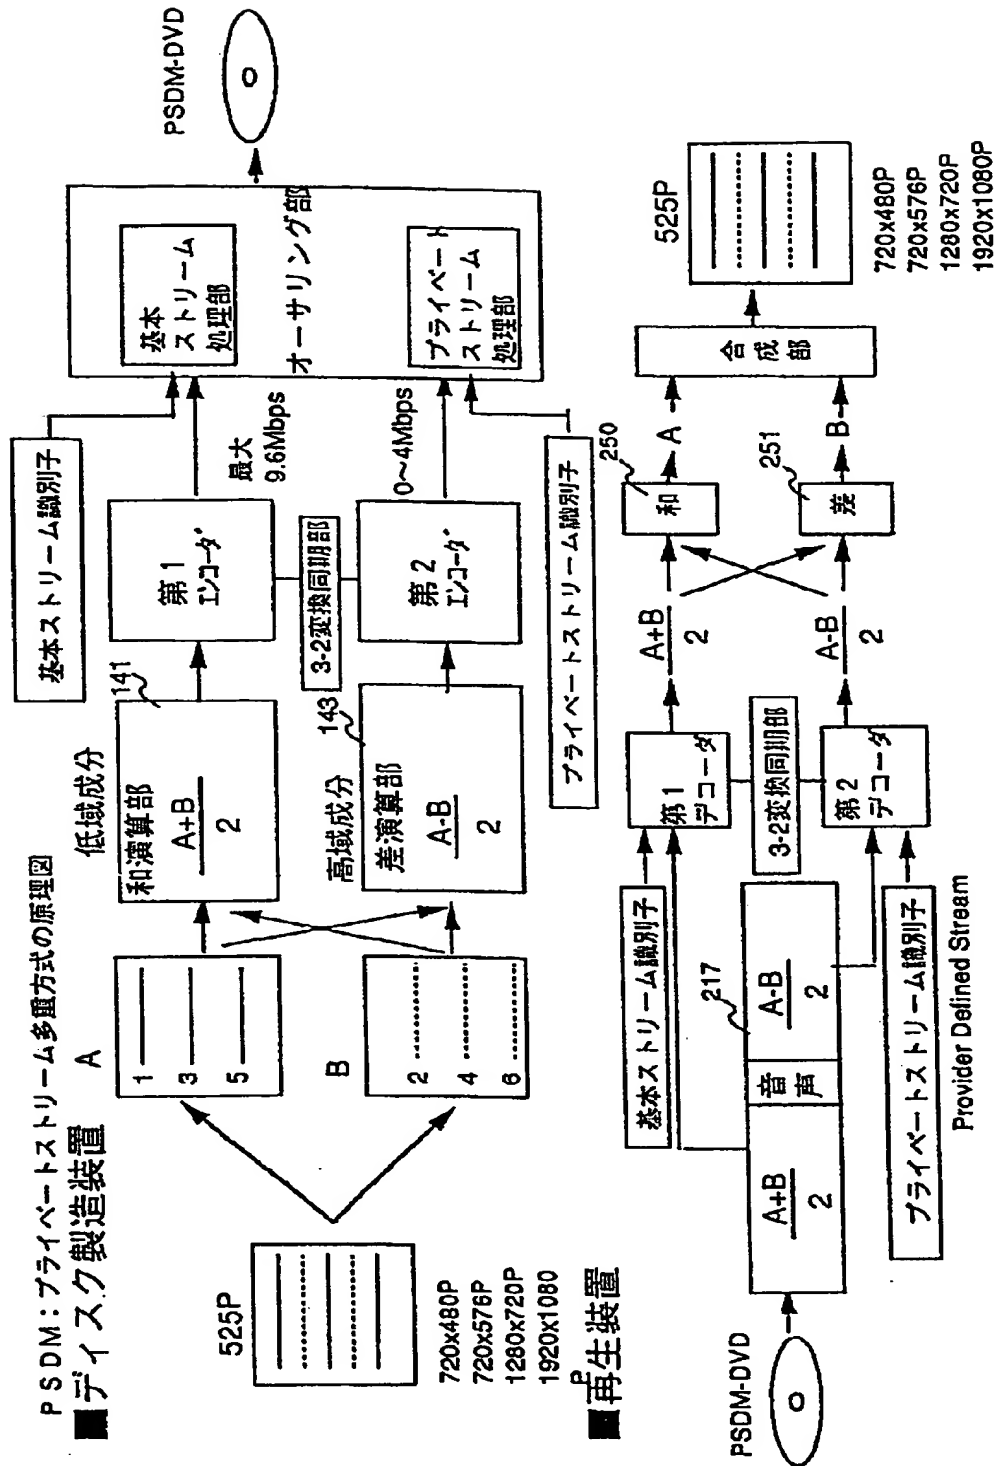 PSDM:プライベートストリーム多重方式の原理図
■ディスク製造装置
525P
720x480P
720x576P
1280x720P
1920x1080
P
A
1
3
5
B
2
4
6
低域成分
和演算部
A+B
2
141
高域成分
差演算部
A-B
2
143
基本ストリーム識別子
第1
エンコーダ
3-2変換同期部
第2
エンコーダ
プライベートストリーム識別子
最大
9.6Mbps
0〜4Mbps
基本
ストリーム
処理部
オーサリング部
プライベート
ストリーム
処理部
PSDM-DVD
■再生装置
PSDM-DVD
A+B
2
音声
A-B
2
217
基本ストリーム識別子
プライベートストリーム識別子
Provider Defined Stream
第1
デコーダ
3-2変換同期部
第2
デコーダ
A+B
2
A-B
2
250
和
A
251
差
B
合成部
525P
720x480P
720x576P
1280x720P
1920x1080P